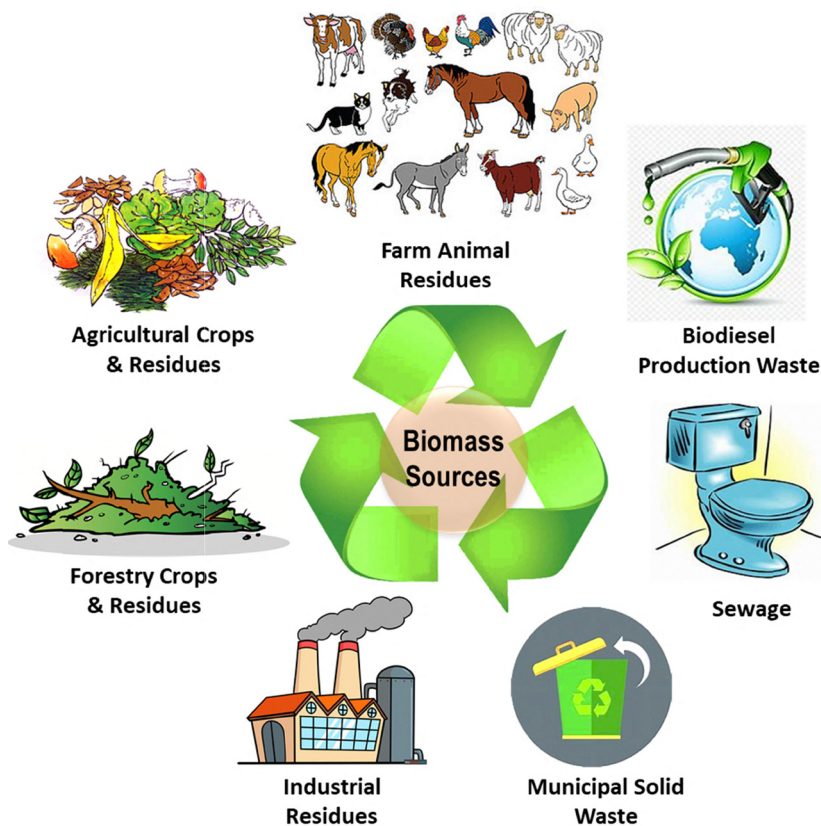 Farm Animal
Residues
Agricultural Crops
& Residues
Biodiesel
Production Waste
Biomass
Sources
Forestry Crops
& Residues
Sewage
Industrial
Residues
Municipal Solid
Waste